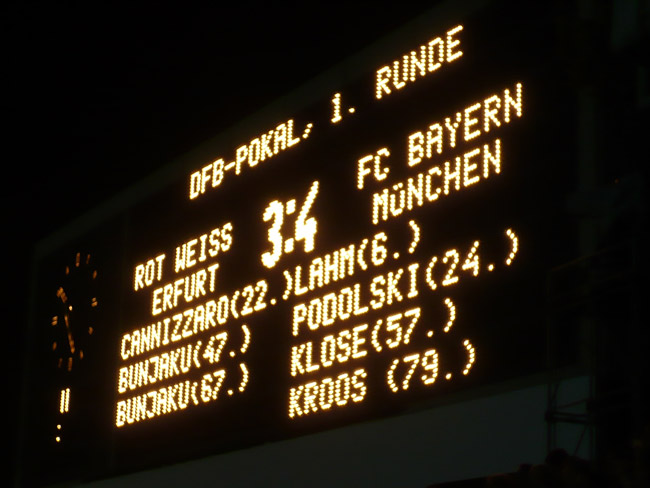 DFB-POKAL, 1. RUNDE
ROT WEISS
ERFURT
3:4
FC BAYERN
MÜNCHEN
CANNIZZARO(22.)
BUNJAKU(47.)
BUNJAKU(67.)
LAHM(6.)
PODOLSKI(24.)
KLOSE(57.)
KROOS (79.)